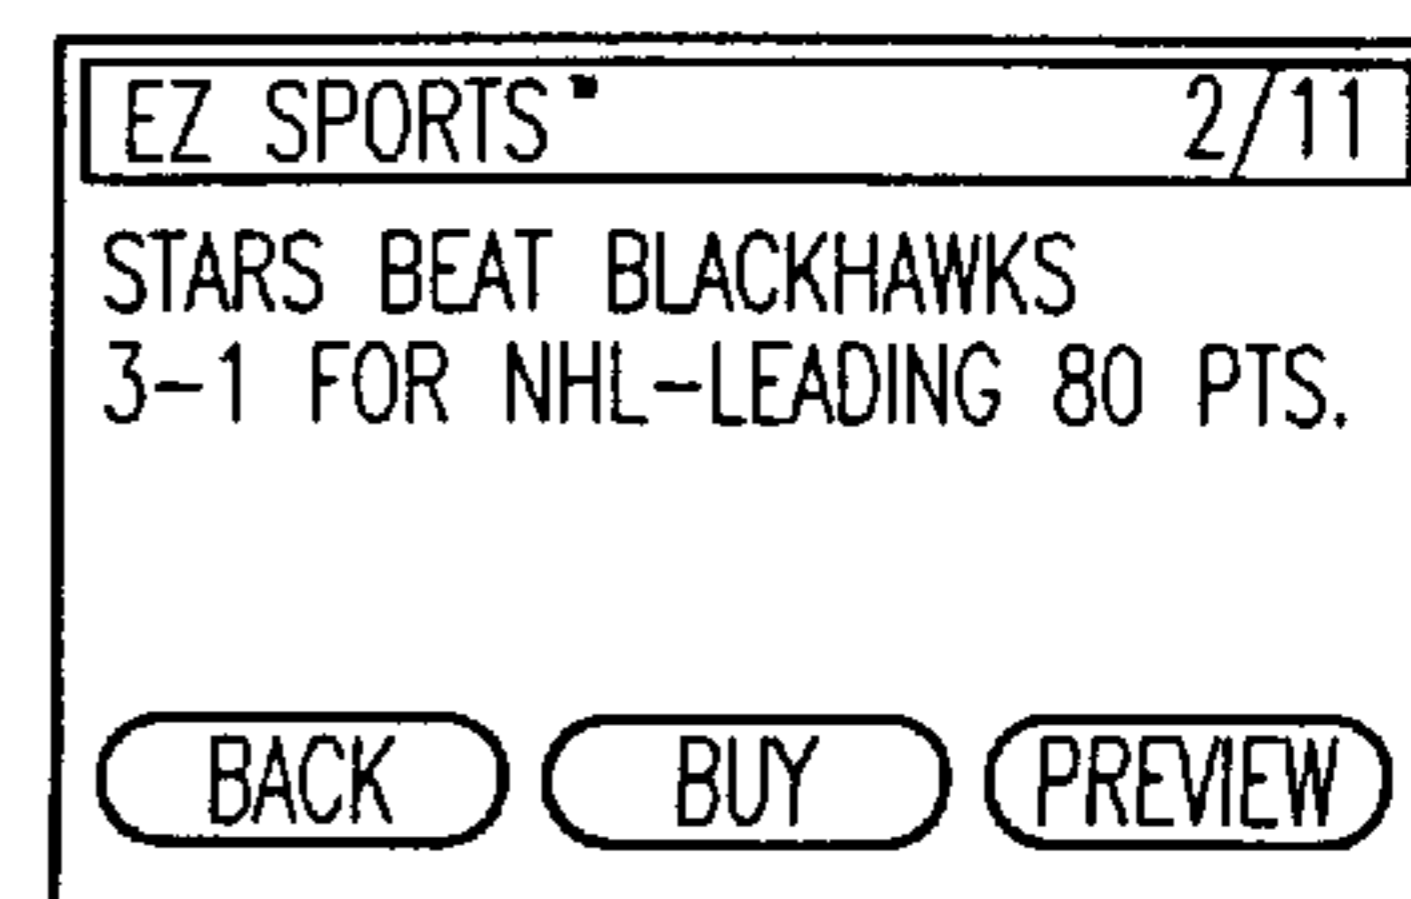 EZ SPORTS 2/11
STARS BEAT BLACKHAWKS
3-1 FOR NHL-LEADING 80 PTS.
BACK BUY PREVIEW